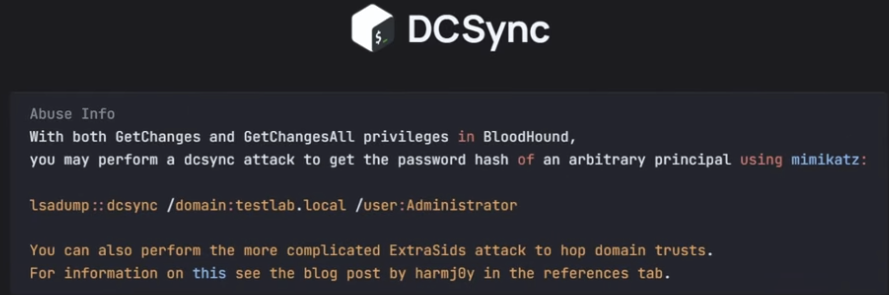 $_
DCSync
Abuse Info
With both GetChanges and GetChangesAll privileges in BloodHound,
you may perform a dcsync attack to get the password hash of an arbitrary principal using mimikatz:
lsadump::dcsync /domain:testlab.local /user:Administrator
You can also perform the more complicated ExtraSids attack to hop domain trusts.
For information on this see the blog post by harmj0y in the references tab.